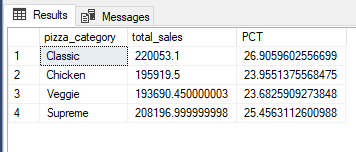 Results Messages
pizza_category total_sales PCT
1 Classic 220053.1 26.9059602556699
2 Chicken 195919.5 23.9551375568475
3 Veggie 193690.450000003 23.6825909273848
4 Supreme 208196.999999998 25.4563112600988